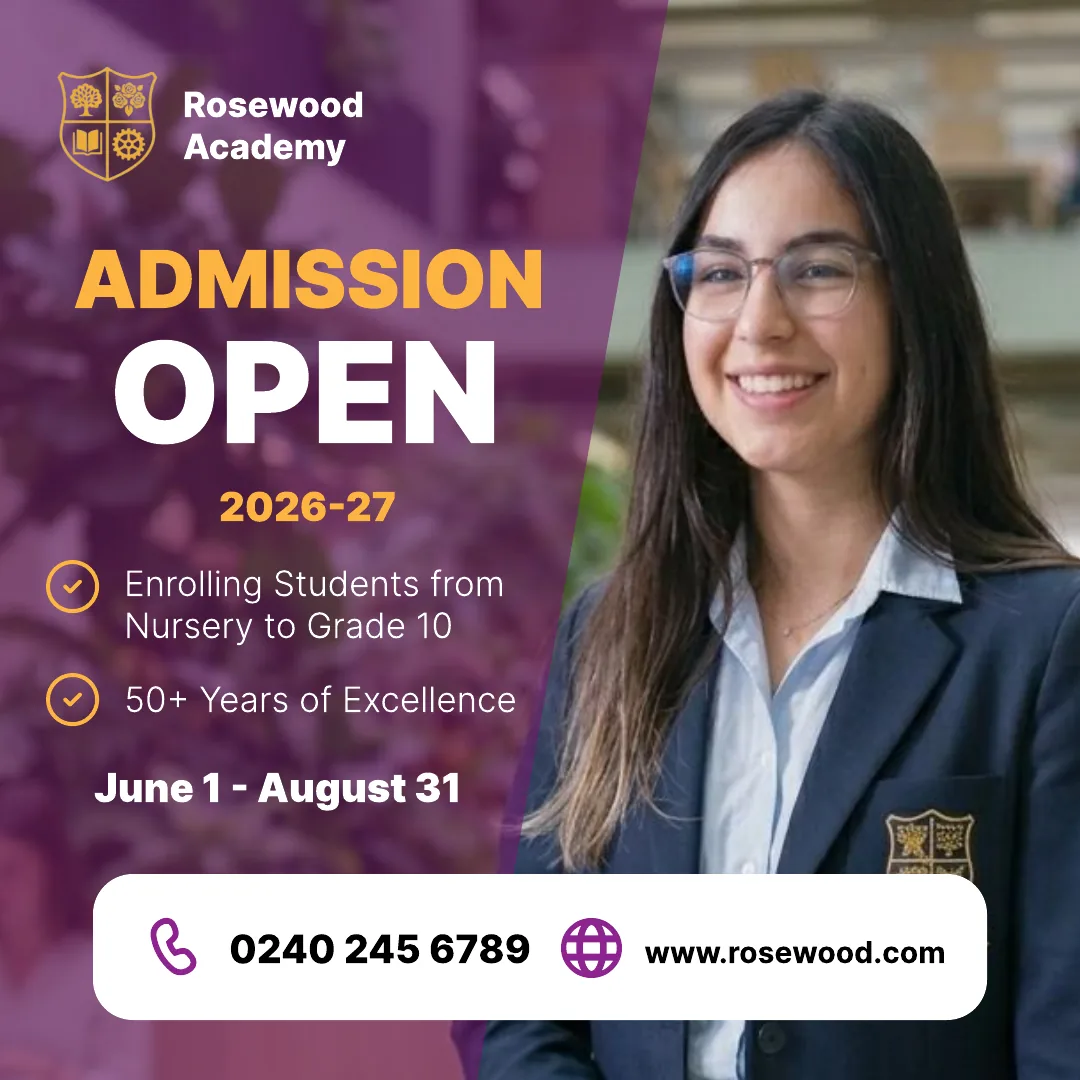 Rosewood
Academy
ADMISSION
OPEN
2026-27
Enrolling Students from
Nursery to Grade 10
50+ Years of Excellence
June 1 - August 31
0240 245 6789
www.rosewood.com